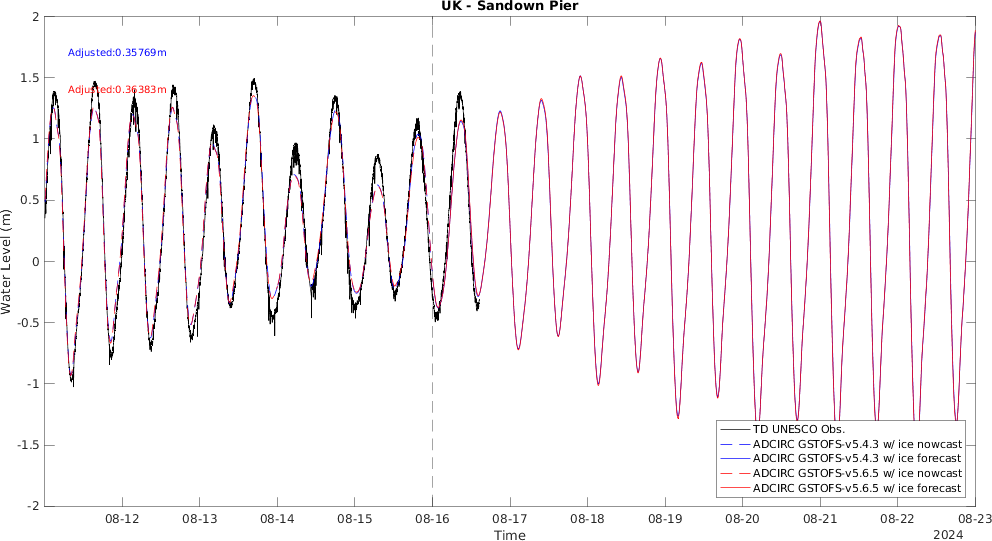 UK - Sandown Pier
Adjusted:0.35769m
Adjusted:0.36383m
Water Level (m)
2
1.5
1
0.5
0
-0.5
-1
-1.5
-2
TD UNESCO Obs.
ADCIRC GSTOFS-v5.4.3 w/ ice nowcast
ADCIRC GSTOFS-v5.4.3 w/ ice forecast
ADCIRC GSTOFS-v5.6.5 w/ ice nowcast
ADCIRC GSTOFS-v5.6.5 w/ ice forecast
08-12 08-13 08-14 08-15 08-16 08-17 08-18 08-19 08-20 08-21 08-22 08-23
Time
2024